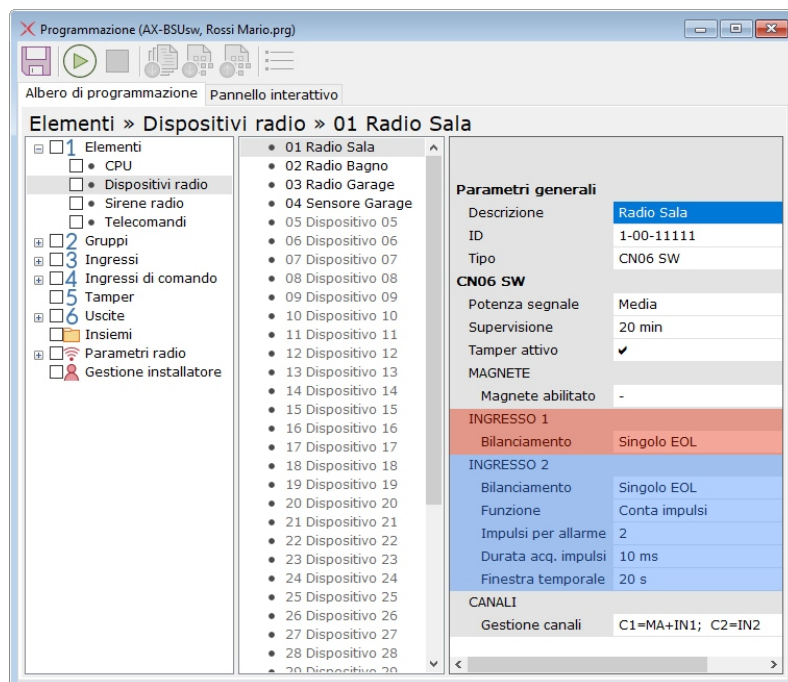 Programmazione (AX-BSUsw, Rossi Mario.prg)
Albero di programmazione Pannello interattivo
Elementi » Dispositivi radio » 01 Radio Sala
1 Elementi
CPU
Dispositivi radio
Sirene radio
Telecomandi
2 Gruppi
3 Ingressi
4 Ingressi di comando
5 Tamper
6 Uscite
Insiemi
Parametri radio
Gestione installatore
01 Radio Sala
02 Radio Bagno
03 Radio Garage
04 Sensore Garage
05 Dispositivo 05
06 Dispositivo 06
07 Dispositivo 07
08 Dispositivo 08
09 Dispositivo 09
10 Dispositivo 10
11 Dispositivo 11
12 Dispositivo 12
13 Dispositivo 13
14 Dispositivo 14
15 Dispositivo 15
16 Dispositivo 16
17 Dispositivo 17
18 Dispositivo 18
19 Dispositivo 19
20 Dispositivo 20
21 Dispositivo 21
22 Dispositivo 22
23 Dispositivo 23
24 Dispositivo 24
25 Dispositivo 25
26 Dispositivo 26
27 Dispositivo 27
28 Dispositivo 28
29 Dispositivo 29
Parametri generali
Descrizione Radio Sala
ID 1-00-11111
Tipo CN06 SW
CN06 SW
Potenza segnale Media
Supervisione 20 min
Tamper attivo ✔
MAGNETE
Magnete abilitato -
INGRESSO 1
Bilanciamento Singolo EOL
INGRESSO 2
Bilanciamento Singolo EOL
Funzione Conta impulsi
Impulsi per allarme 2
Durata acq. impulsi 10 ms
Finestra temporale 20 s
CANALI
Gestione canali C1=MA+IN1; C2=IN2